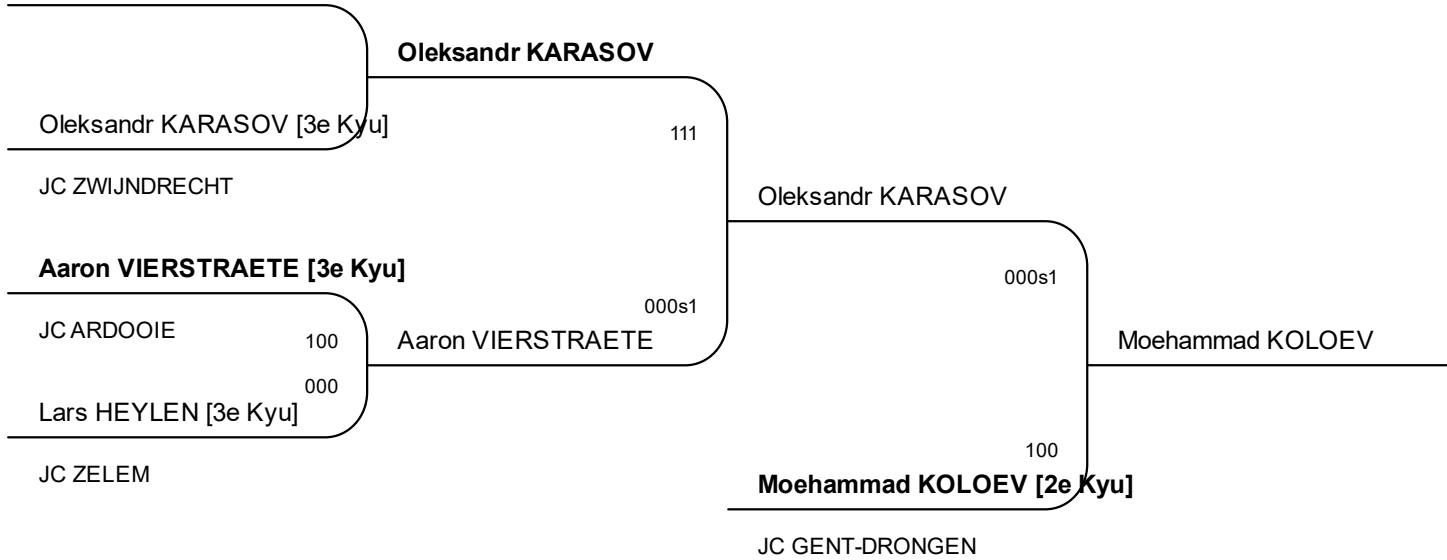 Oleksandr KARASOV
Oleksandr KARASOV [3e Kyu]
111
JC ZWIJNDRECHT
Oleksandr KARASOV
Aaron VIERSTRAETE [3e Kyu]
000s1
000s1
JC ARDOOIE
100
Aaron VIERSTRAETE
Moehammad KOLOEV
000
Lars HEYLEN [3e Kyu]
100
JC ZELEM
Moehammad KOLOEV [2e Kyu]
JC GENT-DRONGEN